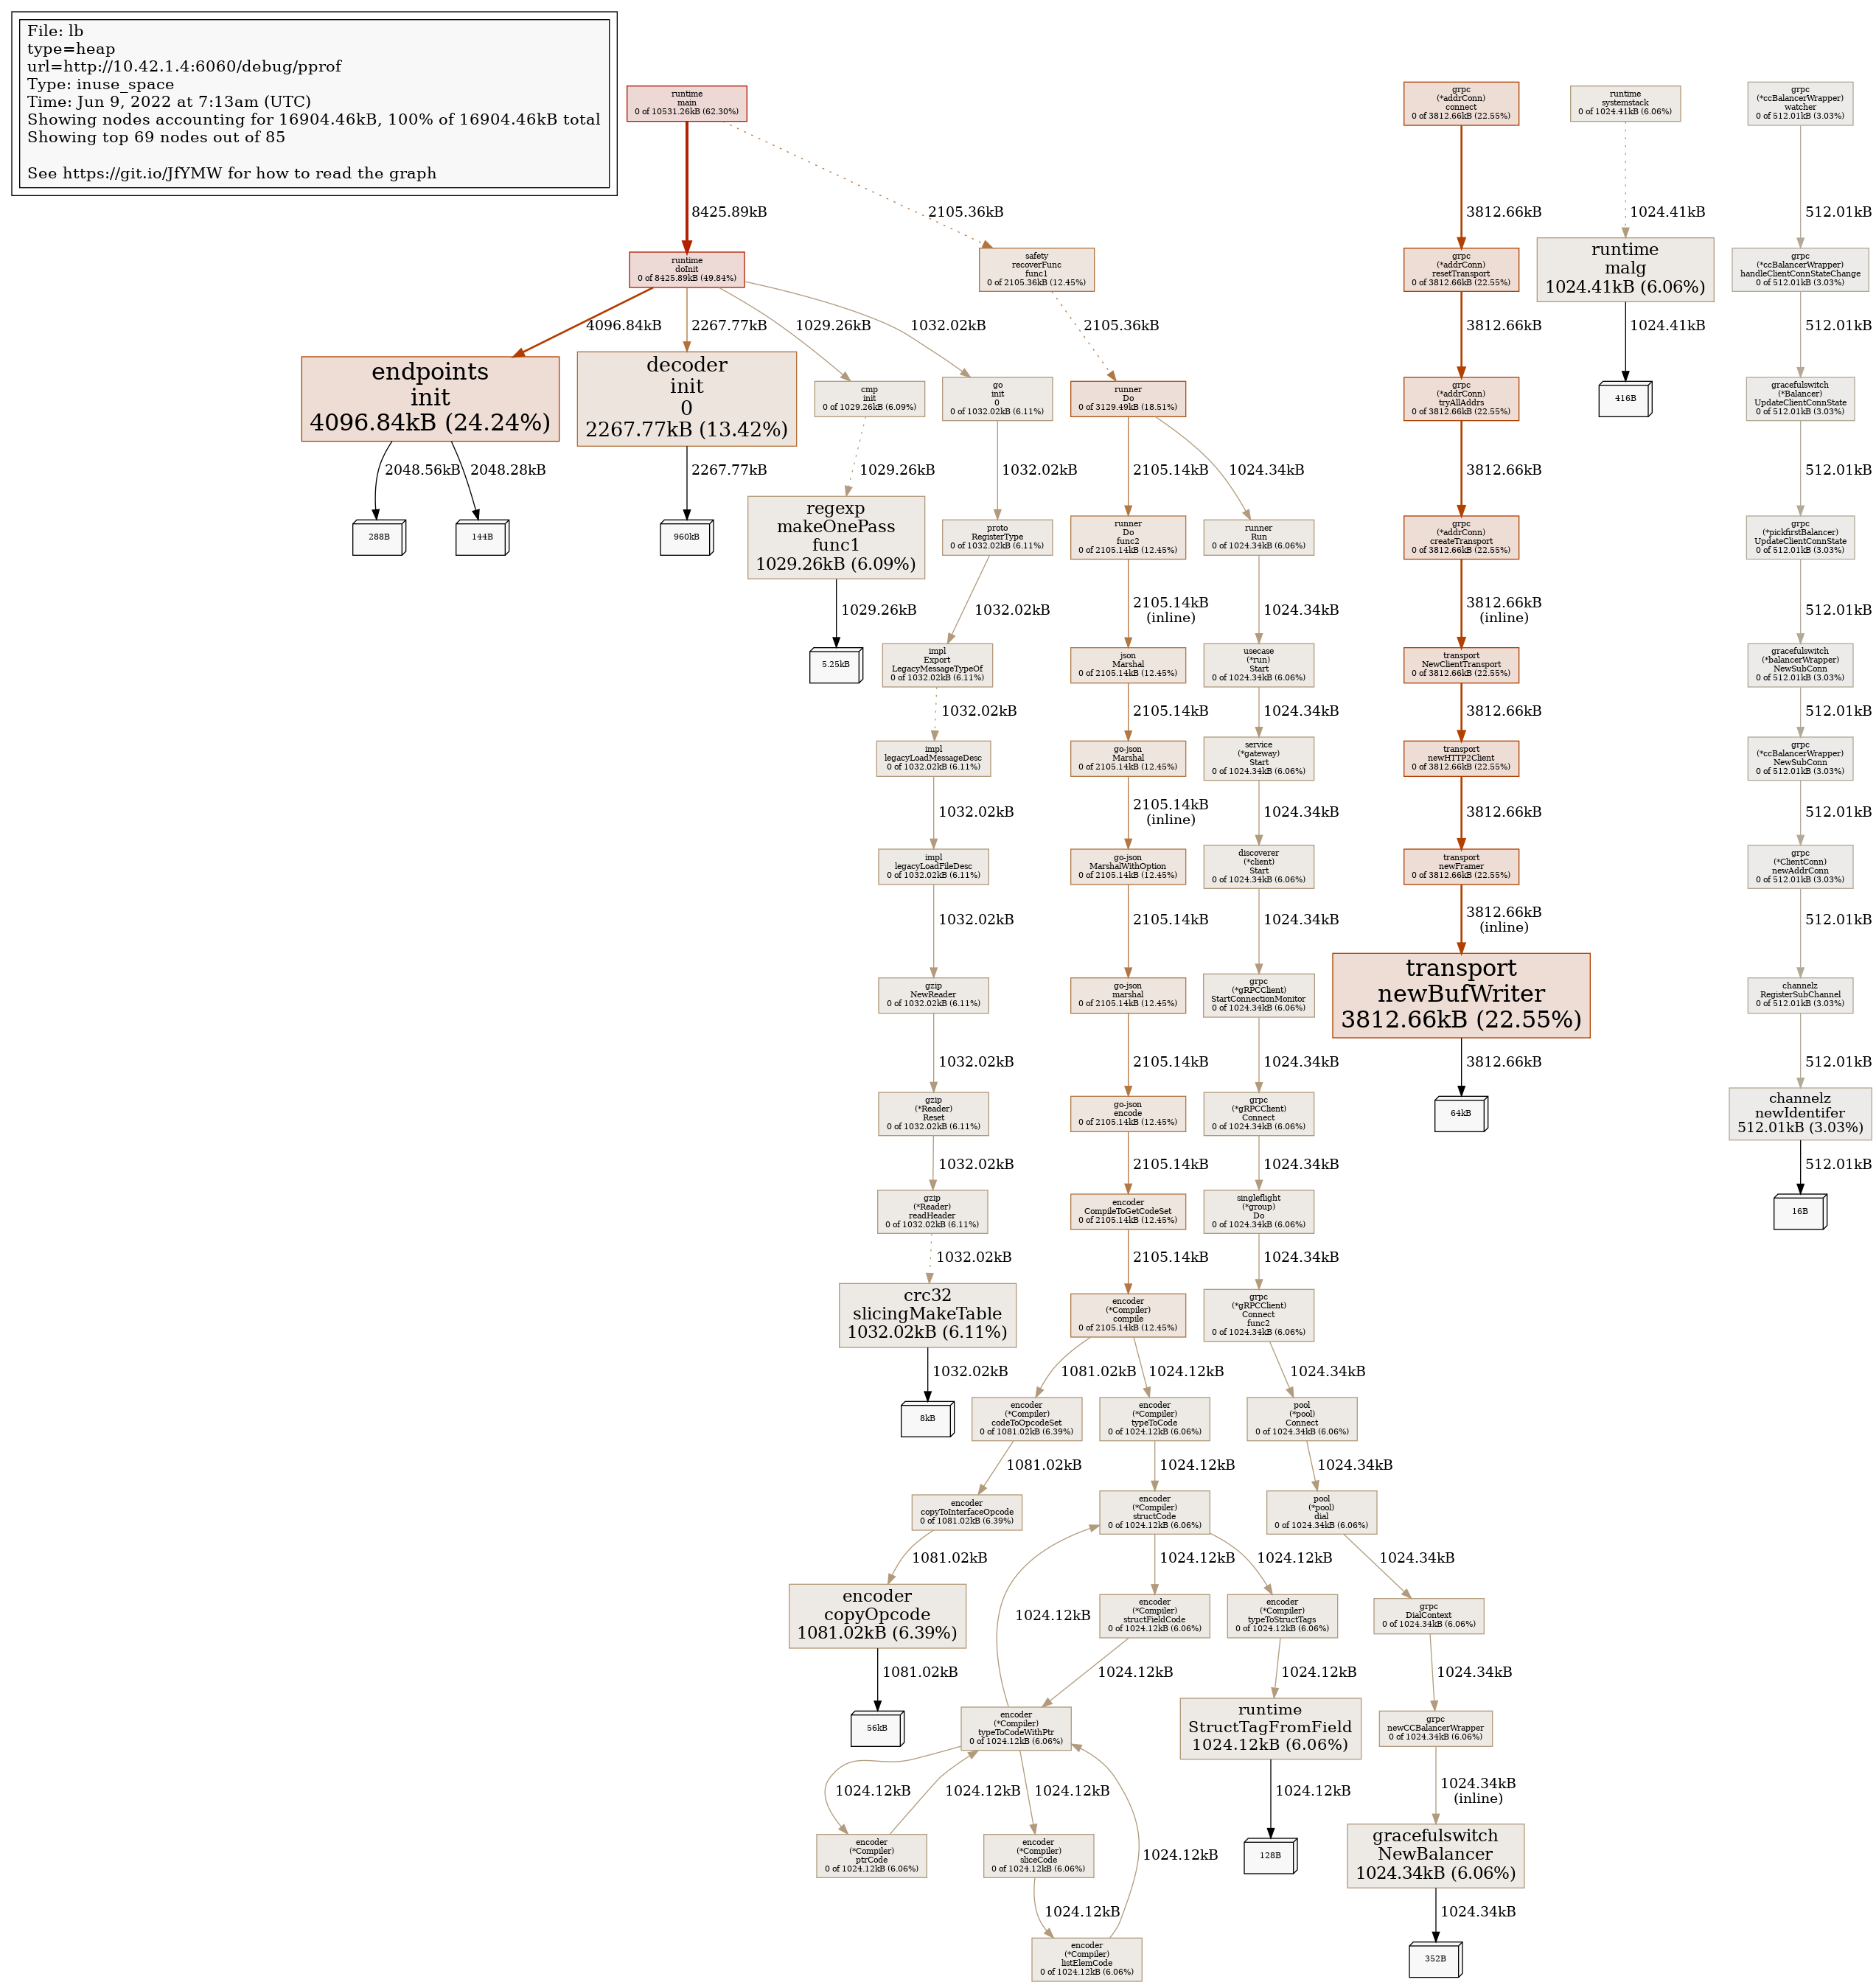 File: lb
type=heap
url=http://10.42.1.4:6060/debug/pprof
Type: inuse_space
Time: Jun 9, 2022 at 7:13am (UTC)
Showing nodes accounting for 16904.46kB, 100% of 16904.46kB total
Showing top 69 nodes out of 85
See https://git.io/JfYMW for how to read the graph
runtime
main
0 of 10531.26kB (62.30%)
grpc
(*addrConn)
connect
0 of 3812.66kB (22.55%)
runtime
systemstack
0 of 1024.41kB (6.06%)
grpc
(*ccBalancerWrapper)
watcher
0 of 512.01kB (3.03%)
8425.89kB
2105.36kB
3812.66kB
1024.41kB
512.01kB
runtime
doInit
0 of 8425.89kB (49.84%)
safety
recoverFunc
func1
0 of 2105.36kB (12.45%)
grpc
(*addrConn)
resetTransport
0 of 3812.66kB (22.55%)
runtime
malg
1024.41kB (6.06%)
grpc
(*ccBalancerWrapper)
handleClientConnStateChange
0 of 512.01kB (3.03%)
4096.84kB
2267.77kB
1029.26kB
1032.02kB
2105.36kB
3812.66kB
1024.41kB
512.01kB
endpoints
init
4096.84kB (24.24%)
decoder
init
0
2267.77kB (13.42%)
cmp
init
0 of 1029.26kB (6.09%)
go
init
0
0 of 1032.02kB (6.11%)
runner
Do
0 of 3129.49kB (18.51%)
grpc
(*addrConn)
tryAllAddrs
0 of 3812.66kB (22.55%)
416B
gracefulswitch
(*Balancer)
UpdateClientConnState
0 of 512.01kB (3.03%)
2048.56kB
2048.28kB
2267.77kB
1029.26kB
1032.02kB
2105.14kB
1024.34kB
3812.66kB
512.01kB
288B
144B
960kB
regexp
makeOnePass
func1
1029.26kB (6.09%)
proto
RegisterType
0 of 1032.02kB (6.11%)
runner
Do
func2
0 of 2105.14kB (12.45%)
runner
Run
0 of 1024.34kB (6.06%)
grpc
(*addrConn)
createTransport
0 of 3812.66kB (22.55%)
grpc
(*pickfirstBalancer)
UpdateClientConnState
0 of 512.01kB (3.03%)
1029.26kB
1032.02kB
2105.14kB
(inline)
1024.34kB
3812.66kB
(inline)
512.01kB
5.25kB
impl
Export
LegacyMessageTypeOf
0 of 1032.02kB (6.11%)
json
Marshal
0 of 2105.14kB (12.45%)
usecase
(*run)
Start
0 of 1024.34kB (6.06%)
transport
NewClientTransport
0 of 3812.66kB (22.55%)
gracefulswitch
(*balancerWrapper)
NewSubConn
0 of 512.01kB (3.03%)
1032.02kB
2105.14kB
1024.34kB
3812.66kB
512.01kB
impl
legacyLoadMessageDesc
0 of 1032.02kB (6.11%)
go-json
Marshal
0 of 2105.14kB (12.45%)
service
(*gateway)
Start
0 of 1024.34kB (6.06%)
transport
newHTTP2Client
0 of 3812.66kB (22.55%)
grpc
(*ccBalancerWrapper)
NewSubConn
0 of 512.01kB (3.03%)
1032.02kB
2105.14kB
(inline)
1024.34kB
3812.66kB
512.01kB
impl
legacyLoadFileDesc
0 of 1032.02kB (6.11%)
go-json
MarshalWithOption
0 of 2105.14kB (12.45%)
discoverer
(*client)
Start
0 of 1024.34kB (6.06%)
transport
newFramer
0 of 3812.66kB (22.55%)
grpc
(*ClientConn)
newAddrConn
0 of 512.01kB (3.03%)
1032.02kB
2105.14kB
1024.34kB
3812.66kB
(inline)
512.01kB
gzip
NewReader
0 of 1032.02kB (6.11%)
go-json
marshal
0 of 2105.14kB (12.45%)
grpc
(*gRPCClient)
StartConnectionMonitor
0 of 1024.34kB (6.06%)
transport
newBufWriter
3812.66kB (22.55%)
channelz
RegisterSubChannel
0 of 512.01kB (3.03%)
1032.02kB
2105.14kB
1024.34kB
3812.66kB
512.01kB
gzip
(*Reader)
Reset
0 of 1032.02kB (6.11%)
go-json
encode
0 of 2105.14kB (12.45%)
grpc
(*gRPCClient)
Connect
0 of 1024.34kB (6.06%)
64kB
channelz
newIdentifer
512.01kB (3.03%)
1032.02kB
2105.14kB
1024.34kB
512.01kB
gzip
(*Reader)
readHeader
0 of 1032.02kB (6.11%)
encoder
CompileToGetCodeSet
0 of 2105.14kB (12.45%)
singleflight
(*group)
Do
0 of 1024.34kB (6.06%)
16B
1032.02kB
2105.14kB
1024.34kB
crc32
slicingMakeTable
1032.02kB (6.11%)
encoder
(*Compiler)
compile
0 of 2105.14kB (12.45%)
grpc
(*gRPCClient)
Connect
func2
0 of 1024.34kB (6.06%)
1032.02kB
1081.02kB
1024.12kB
1024.34kB
8kB
encoder
(*Compiler)
codeToOpcodeSet
0 of 1081.02kB (6.39%)
encoder
(*Compiler)
typeToCode
0 of 1024.12kB (6.06%)
pool
(*pool)
Connect
0 of 1024.34kB (6.06%)
1081.02kB
1024.12kB
1024.34kB
encoder
copyToInterfaceOpcode
0 of 1081.02kB (6.39%)
encoder
(*Compiler)
structCode
0 of 1024.12kB (6.06%)
pool
(*pool)
dial
0 of 1024.34kB (6.06%)
1081.02kB
1024.12kB
1024.12kB
1024.34kB
encoder
copyOpcode
1081.02kB (6.39%)
1024.12kB
encoder
(*Compiler)
structFieldCode
0 of 1024.12kB (6.06%)
encoder
(*Compiler)
typeToStructTags
0 of 1024.12kB (6.06%)
grpc
DialContext
0 of 1024.34kB (6.06%)
1081.02kB
1024.12kB
1024.12kB
1024.34kB
56kB
encoder
(*Compiler)
typeToCodeWithPtr
0 of 1024.12kB (6.06%)
runtime
StructTagFromField
1024.12kB (6.06%)
grpc
newCCBalancerWrapper
0 of 1024.34kB (6.06%)
1024.12kB
1024.12kB
1024.12kB
1024.12kB
1024.34kB
(inline)
encoder
(*Compiler)
ptrCode
0 of 1024.12kB (6.06%)
encoder
(*Compiler)
sliceCode
0 of 1024.12kB (6.06%)
1024.12kB
128B
gracefulswitch
NewBalancer
1024.34kB (6.06%)
1024.12kB
1024.34kB
encoder
(*Compiler)
listElemCode
0 of 1024.12kB (6.06%)
352B